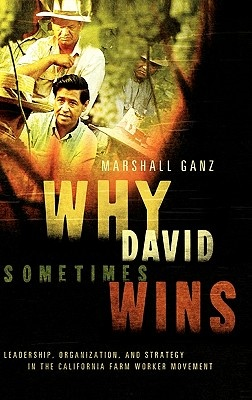 MARSHALL GANZ
WHY
DAVID
SOMETIMES
WINS
LEADERSHIP, ORGANIZATION, AND STRATEGY
IN THE CALIFORNIA FARM WORKER MOVEMENT